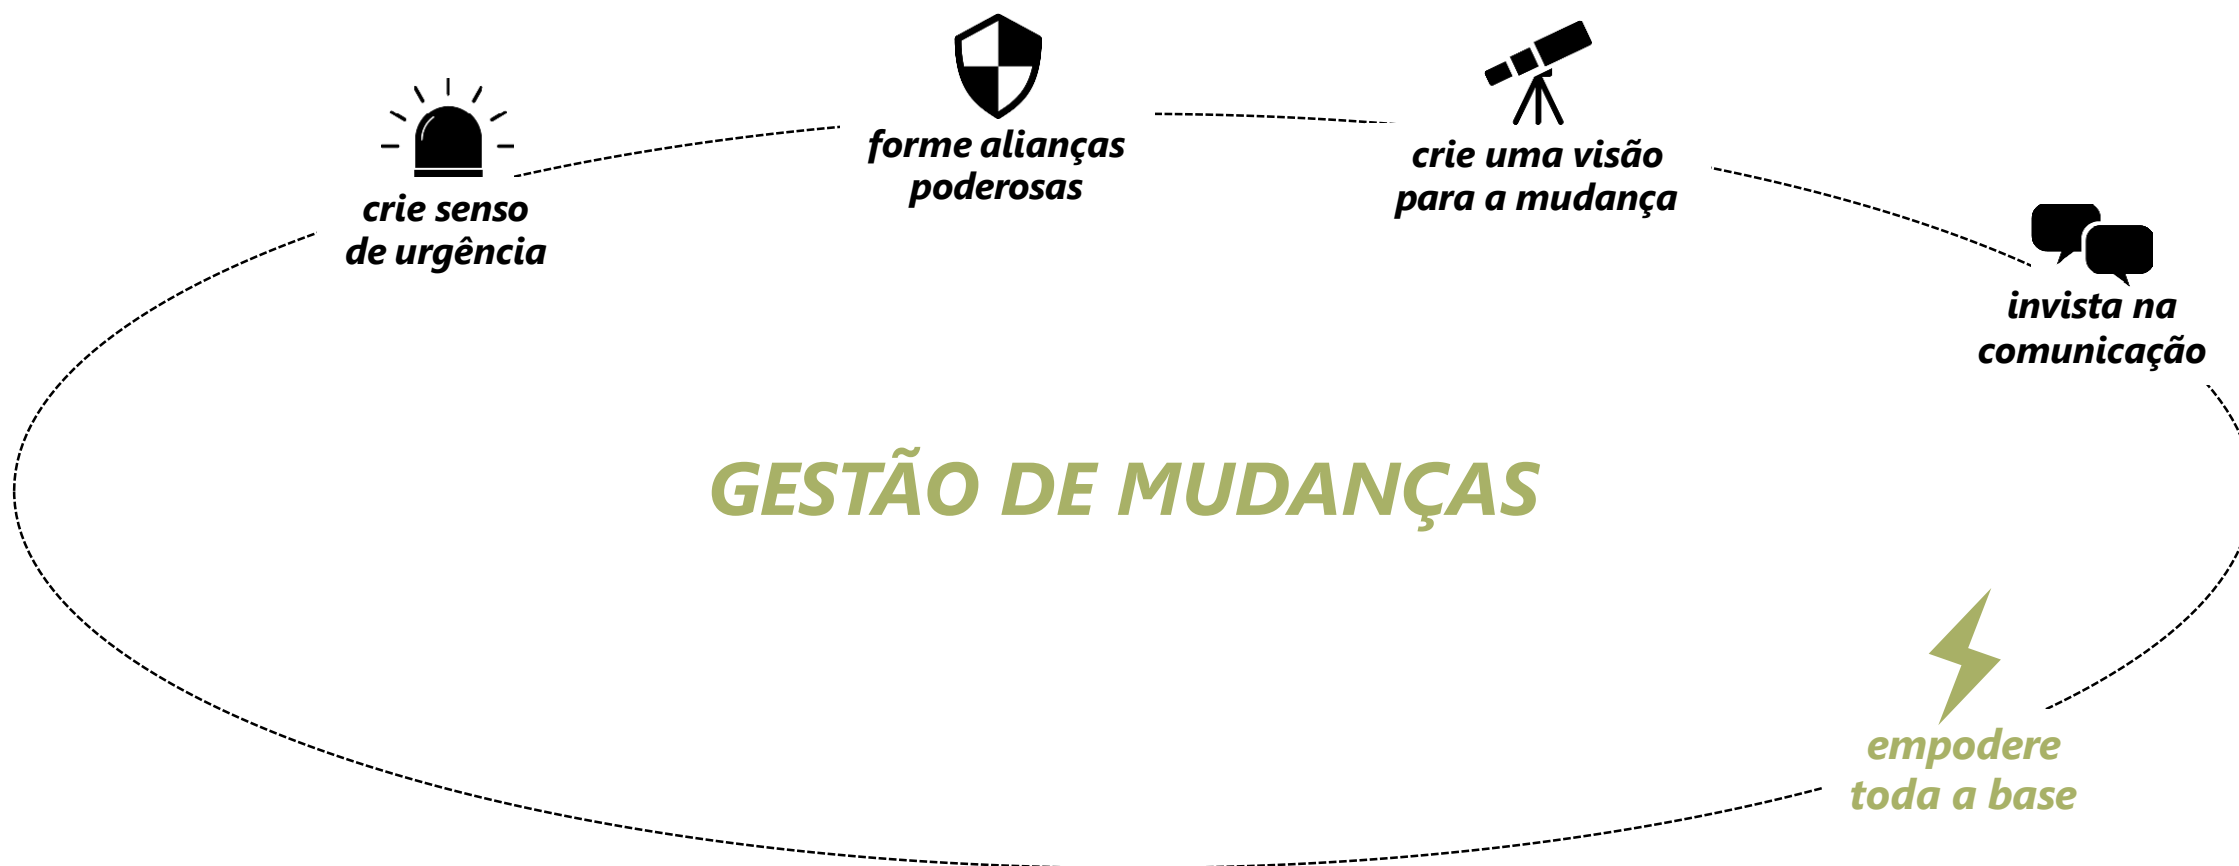 crie senso
de urgência
forme alianças
poderosas
crie uma visão
para a mudança
invista na
comunicação
GESTÃO DE MUDANÇAS
empodere
toda a base